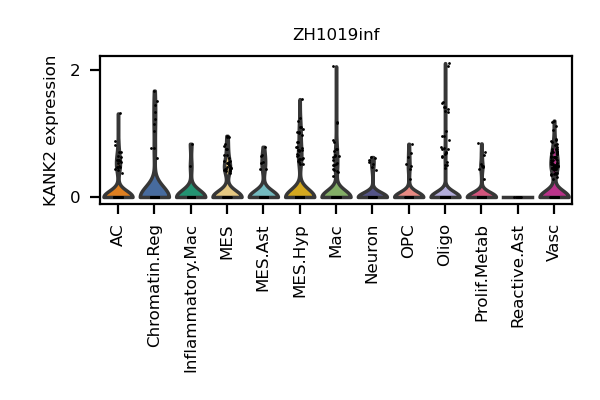 ZH1019inf
KANK2 expression
2
0
AC
Chromatin.Reg
Inflammatory.Mac
MES
MES.Ast
MES.Hyp
Mac
Neuron
OPC
Oligo
Prolif.Metab
Reactive.Ast
Vasc